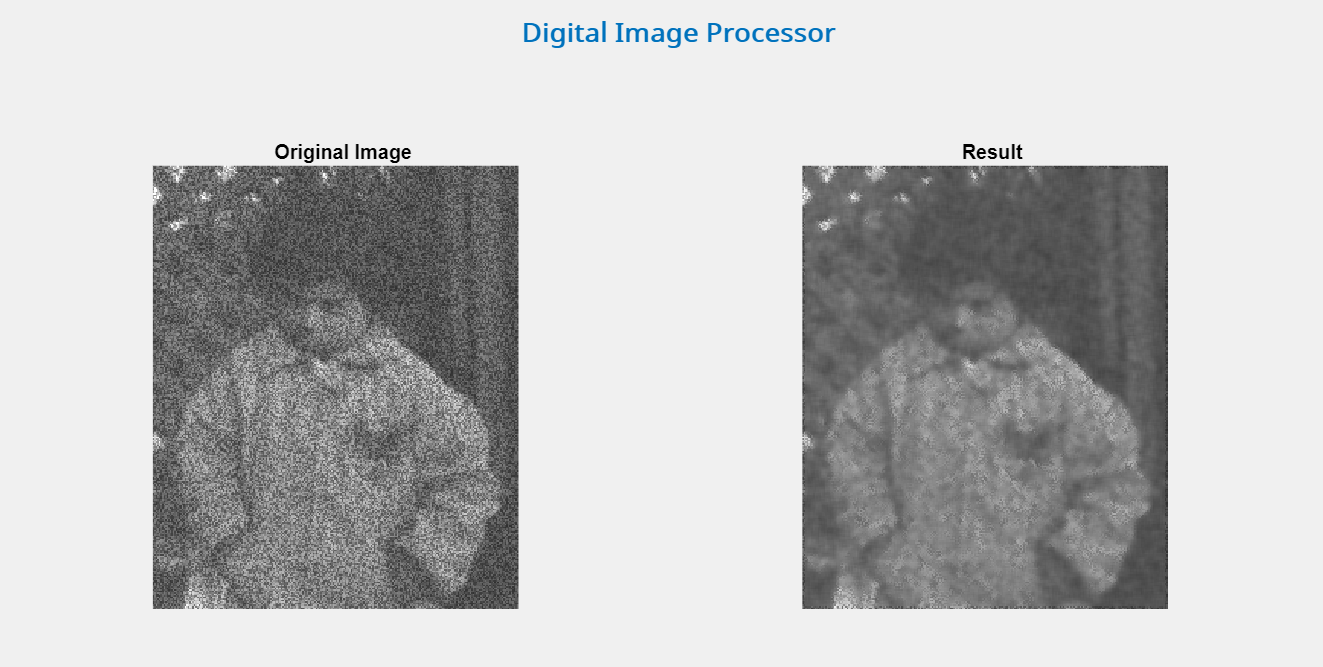 Digital Image Processor
Original Image
Result